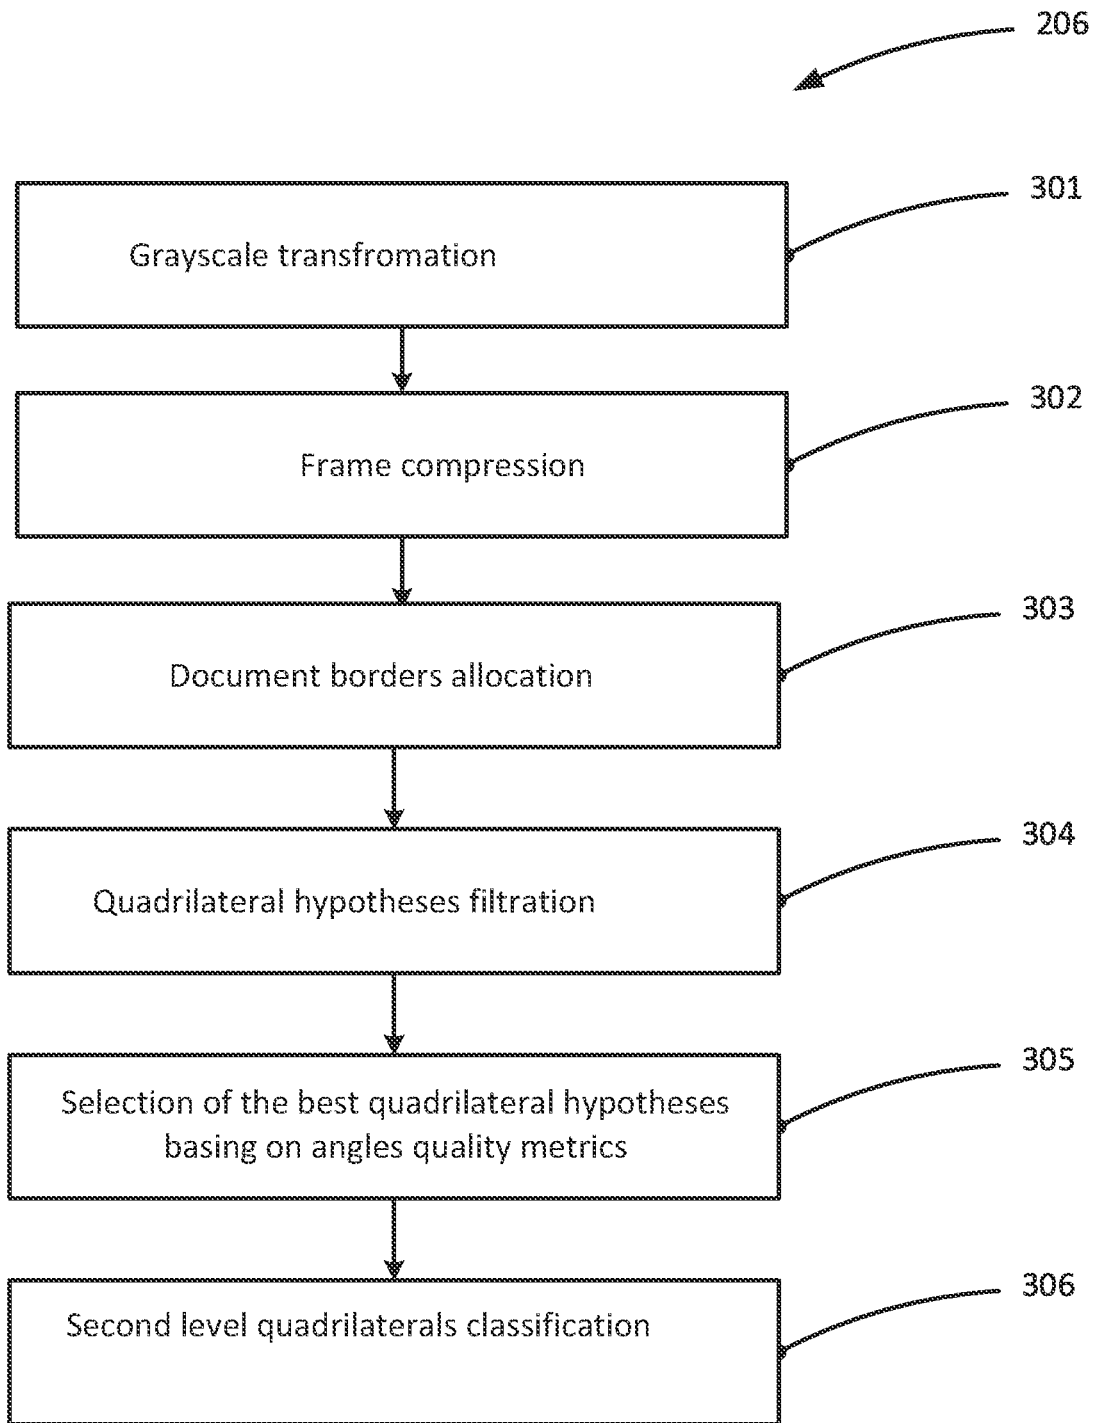 206
301
Grayscale transfromation
302
Frame compression
303
Document borders allocation
304
Quadrilateral hypotheses filtration
305
Selection of the best quadrilateral hypotheses
basing on angles quality metrics
306
Second level quadrilaterals classification